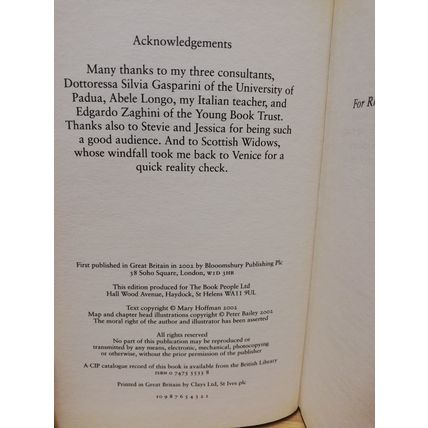 Acknowledgements
Many thanks to my three consultants,
Dottoressa Silvia Gasparini of the University of
Padua, Abele Longo, my Italian teacher, and
Edgardo Zaghini of the Young Book Trust.
Thanks also to Stevie and Jessica for being such
a good audience. And to Scottish Widows,
whose windfall took me back to Venice for a
quick reality check.
First published in Great Britain in 2002 by Bloomsbury Publishing Plc
38 Soho Square, London, W1D 3HB
This edition produced for The Book People Ltd
Hall Wood Avenue, Haydock, St Helens WA11 9UL
Text copyright © Mary Hoffman 2002
Map and chapter head illustrations copyright © Peter Bailey 2002
The moral right of the author and illustrator has been asserted
All rights reserved
No part of this publication may be reproduced or
transmitted by any means, electronic, mechanical, photocopying
or otherwise, without the prior permission of the publisher
A CIP catalogue record of this book is available from the British Library
ISBN 0 7475 5533 8
Printed in Great Britain by Clays Ltd, St Ives plc
10 9 8 7 6 5 4 3 2 1
For